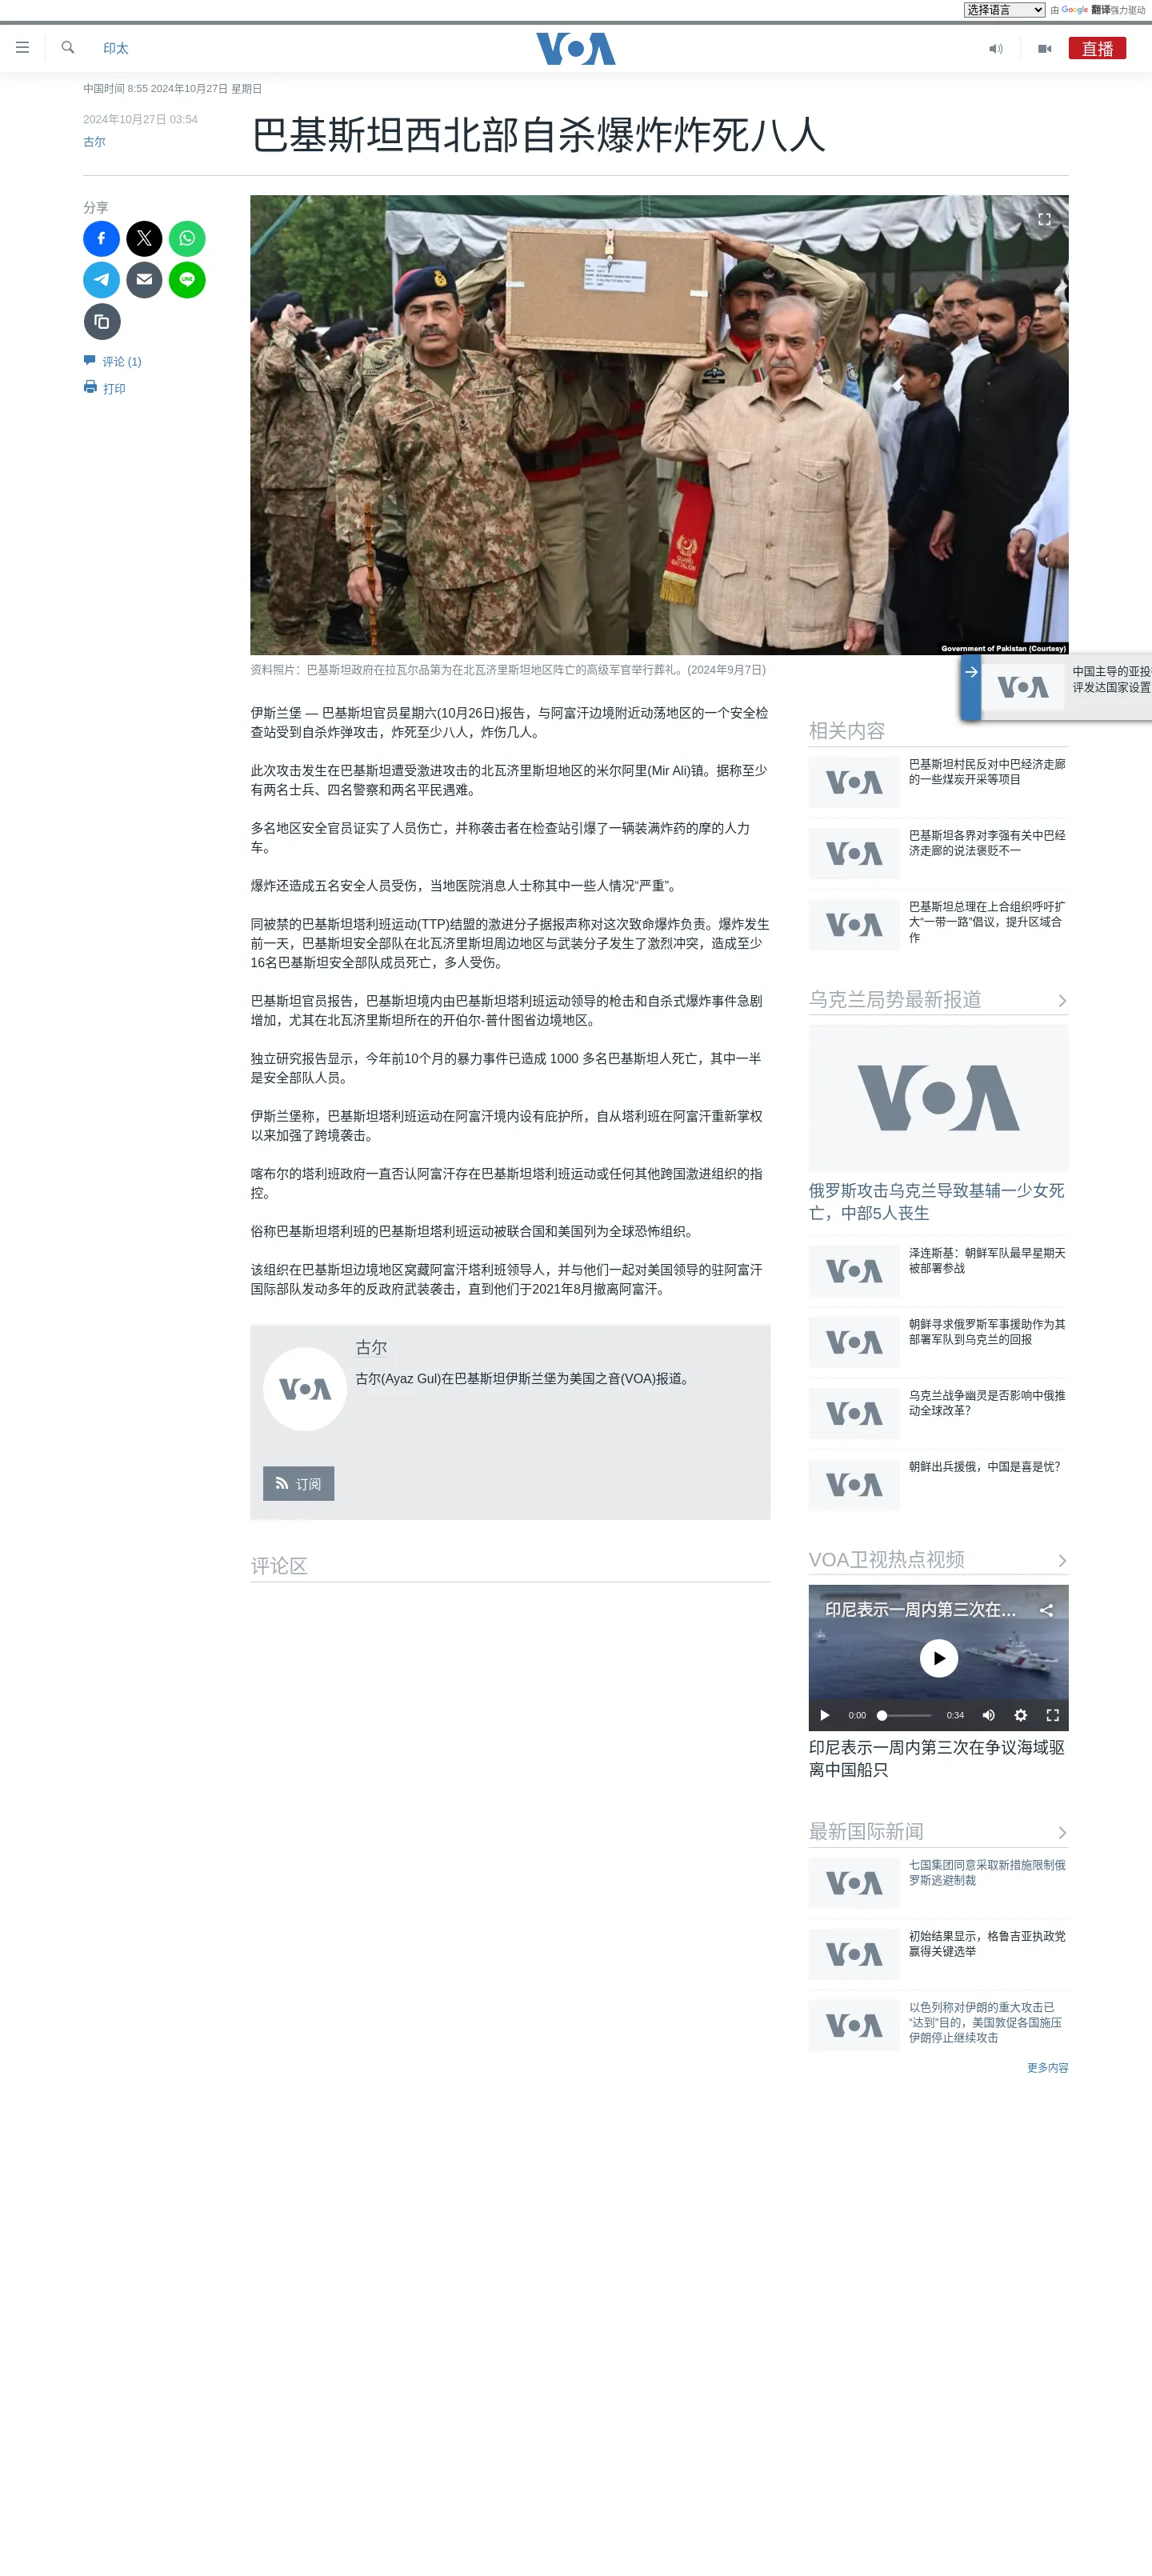 选择语言
由 Google 翻译强力驱动
印太
VOA
直播
中国时间 8:55 2024年10月27日 星期日
2024年10月27日 03:54
古尔
巴基斯坦西北部自杀爆炸炸死八人
分享
评论 (1)
打印
Government of Pakistan (Courtesy)
资料照片：巴基斯坦政府在拉瓦尔品第为在北瓦济里斯坦地区阵亡的高级军官举行葬礼。(2024年9月7日)
VOA
中国主导的亚投
评发达国家设置
伊斯兰堡 — 巴基斯坦官员星期六(10月26日)报告，与阿富汗边境附近动荡地区的一个安全检
查站受到自杀炸弹攻击，炸死至少八人，炸伤几人。
此次攻击发生在巴基斯坦遭受激进攻击的北瓦济里斯坦地区的米尔阿里(Mir Ali)镇。据称至少
有两名士兵、四名警察和两名平民遇难。
多名地区安全官员证实了人员伤亡，并称袭击者在检查站引爆了一辆装满炸药的摩的人力
车。
爆炸还造成五名安全人员受伤，当地医院消息人士称其中一些人情况“严重”。
同被禁的巴基斯坦塔利班运动(TTP)结盟的激进分子据报声称对这次致命爆炸负责。爆炸发生
前一天，巴基斯坦安全部队在北瓦济里斯坦周边地区与武装分子发生了激烈冲突，造成至少
16名巴基斯坦安全部队成员死亡，多人受伤。
巴基斯坦官员报告，巴基斯坦境内由巴基斯坦塔利班运动领导的枪击和自杀式爆炸事件急剧
增加，尤其在北瓦济里斯坦所在的开伯尔-普什图省边境地区。
独立研究报告显示，今年前10个月的暴力事件已造成 1000 多名巴基斯坦人死亡，其中一半
是安全部队人员。
伊斯兰堡称，巴基斯坦塔利班运动在阿富汗境内设有庇护所，自从塔利班在阿富汗重新掌权
以来加强了跨境袭击。
喀布尔的塔利班政府一直否认阿富汗存在巴基斯坦塔利班运动或任何其他跨国激进组织的指
控。
俗称巴基斯坦塔利班的巴基斯坦塔利班运动被联合国和美国列为全球恐怖组织。
该组织在巴基斯坦边境地区窝藏阿富汗塔利班领导人，并与他们一起对美国领导的驻阿富汗
国际部队发动多年的反政府武装袭击，直到他们于2021年8月撤离阿富汗。
VOA
古尔
古尔(Ayaz Gul)在巴基斯坦伊斯兰堡为美国之音(VOA)报道。
订阅
评论区
相关内容
VOA
巴基斯坦村民反对中巴经济走廊
的一些煤炭开采等项目
VOA
巴基斯坦各界对李强有关中巴经
济走廊的说法褒贬不一
VOA
巴基斯坦总理在上合组织呼吁扩
大“一带一路”倡议，提升区域合
作
乌克兰局势最新报道
VOA
俄罗斯攻击乌克兰导致基辅一少女死
亡，中部5人丧生
VOA
泽连斯基：朝鲜军队最早星期天
被部署参战
VOA
朝鲜寻求俄罗斯军事援助作为其
部署军队到乌克兰的回报
VOA
乌克兰战争幽灵是否影响中俄推
动全球改革？
VOA
朝鲜出兵援俄，中国是喜是忧？
VOA卫视热点视频
印尼表示一周内第三次在...
0:00
0:34
印尼表示一周内第三次在争议海域驱
离中国船只
最新国际新闻
VOA
七国集团同意采取新措施限制俄
罗斯逃避制裁
VOA
初始结果显示，格鲁吉亚执政党
赢得关键选举
VOA
以色列称对伊朗的重大攻击已
“达到”目的，美国敦促各国施压
伊朗停止继续攻击
更多内容